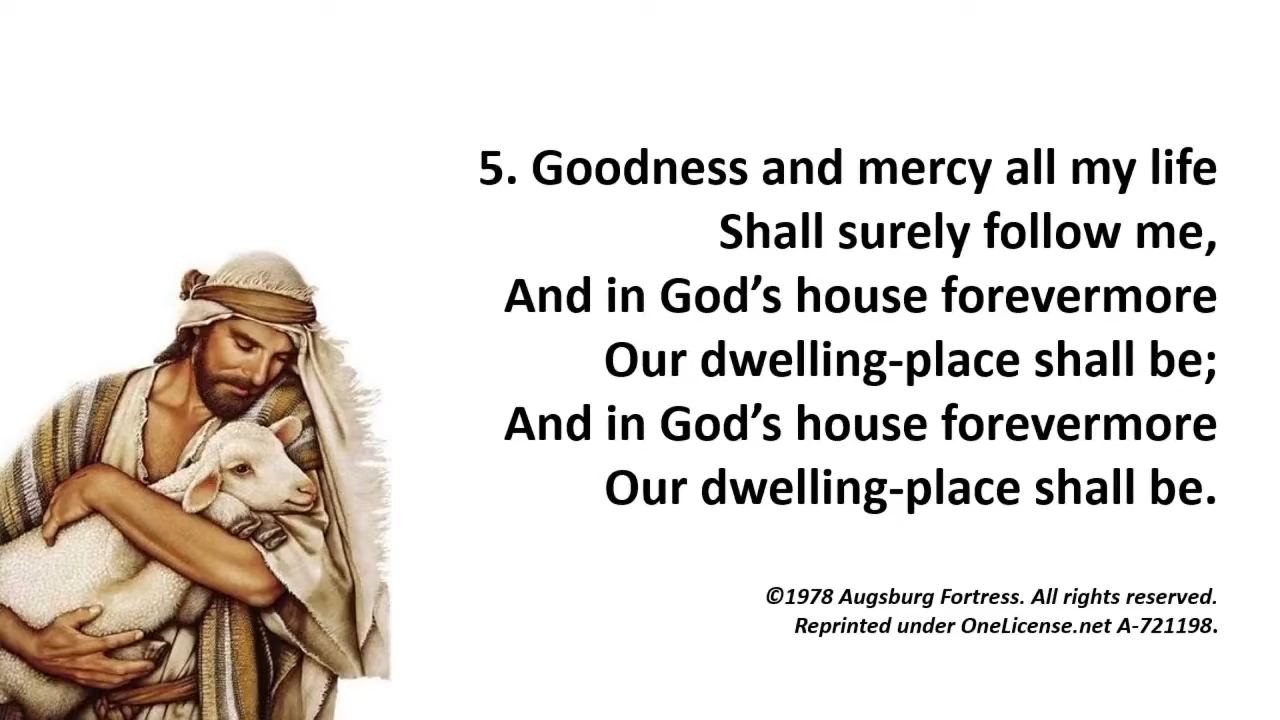 5. Goodness and mercy all my life
Shall surely follow me,
And in God’s house forevermore
Our dwelling-place shall be;
And in God’s house forevermore
Our dwelling-place shall be.
©1978 Augsburg Fortress. All rights reserved.
Reprinted under OneLicense.net A-721198.